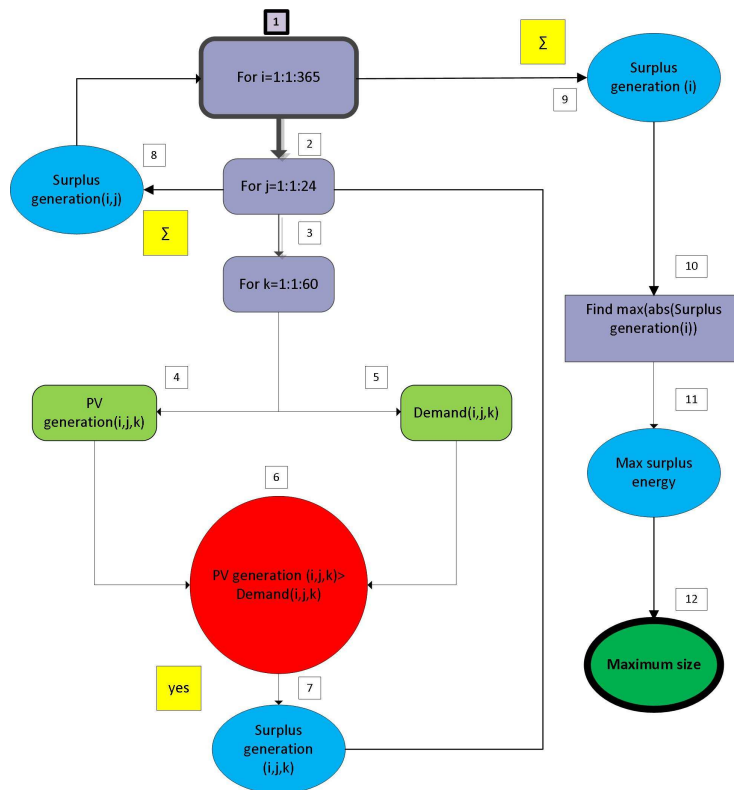 1
For i=1:1:365
∑
Surplus
generation (i)
9
2
8
For j=1:1:24
Surplus
generation(i,j)
∑
3
For k=1:1:60
10
Find max(abs(Surplus
generation(i))
4
5
PV
generation(i,j,k)
Demand(i,j,k)
11
Max surplus
energy
6
PV generation (i,j,k)>
Demand(i,j,k)
12
Maximum size
yes
7
Surplus
generation
(i,j,k)